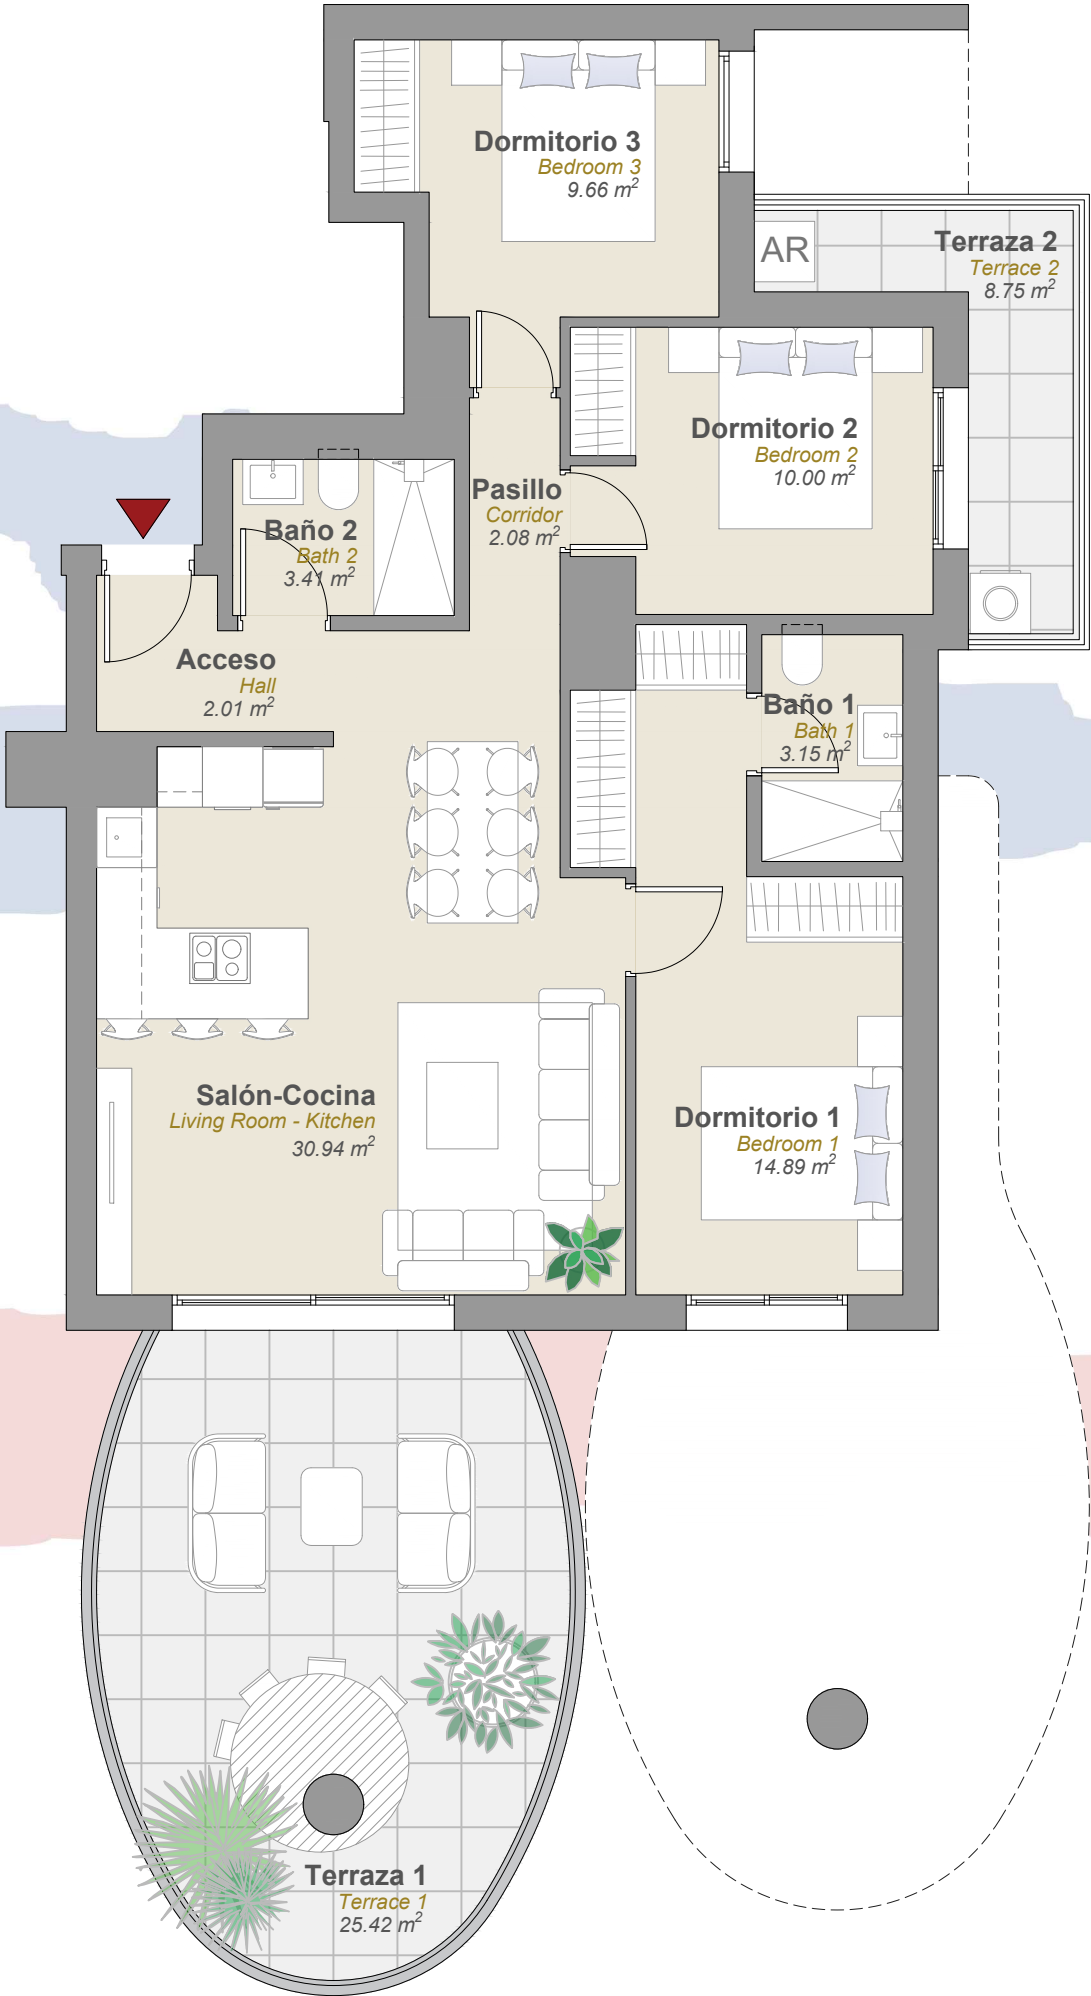 Dormitorio 3
Bedroom 3
9.66 m²
AR
Terraza 2
Terrace 2
8.75 m²
Dormitorio 2
Bedroom 2
10.00 m²
Pasillo
Corridor
2.08 m²
Baño 2
Bath 2
3.41 m²
Acceso
Hall
2.01 m²
Baño 1
Bath 1
3.15 m²
Salón-Cocina
Living Room - Kitchen
30.94 m²
Dormitorio 1
Bedroom 1
14.89 m²
Terraza 1
Terrace 1
25.42 m²